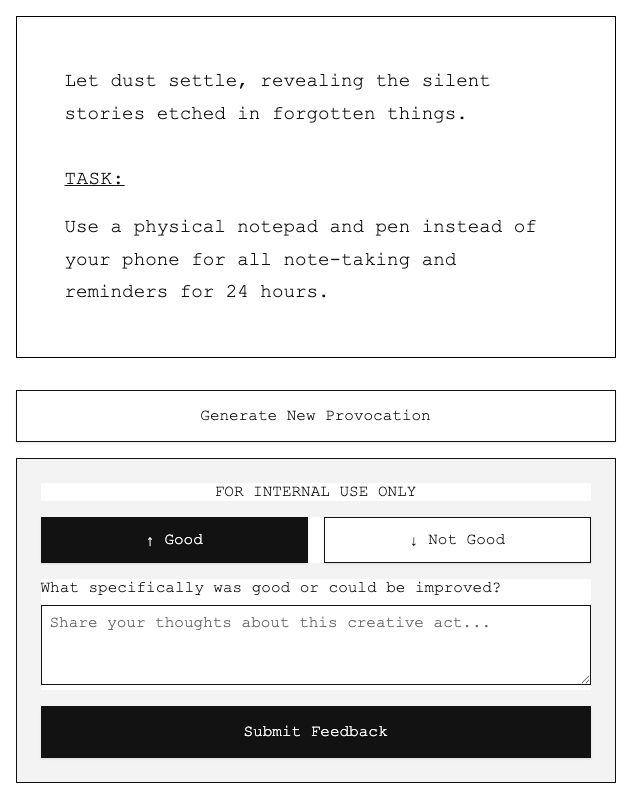 Let dust settle, revealing the silent
stories etched in forgotten things.
TASK:
Use a physical notepad and pen instead of
your phone for all note-taking and
reminders for 24 hours.
Generate New Provocation
FOR INTERNAL USE ONLY
↑ Good
↓ Not Good
What specifically was good or could be improved?
Share your thoughts about this creative act...
Submit Feedback